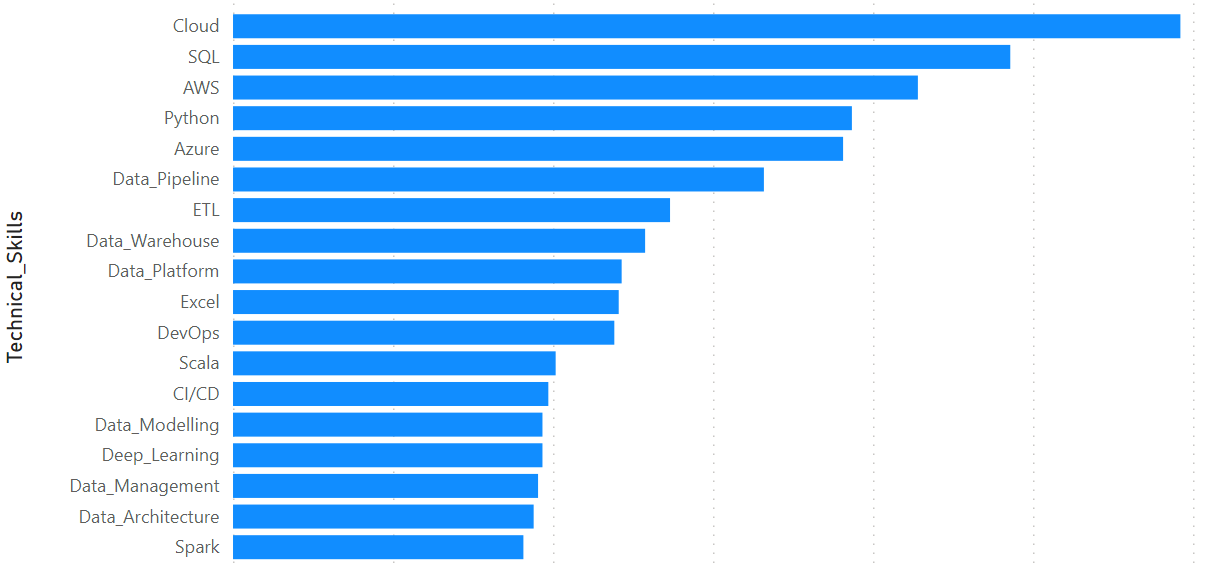 Technical_Skills
Cloud
SQL
AWS
Python
Azure
Data_Pipeline
ETL
Data_Warehouse
Data_Platform
Excel
DevOps
Scala
CI/CD
Data_Modelling
Deep_Learning
Data_Management
Data_Architecture
Spark